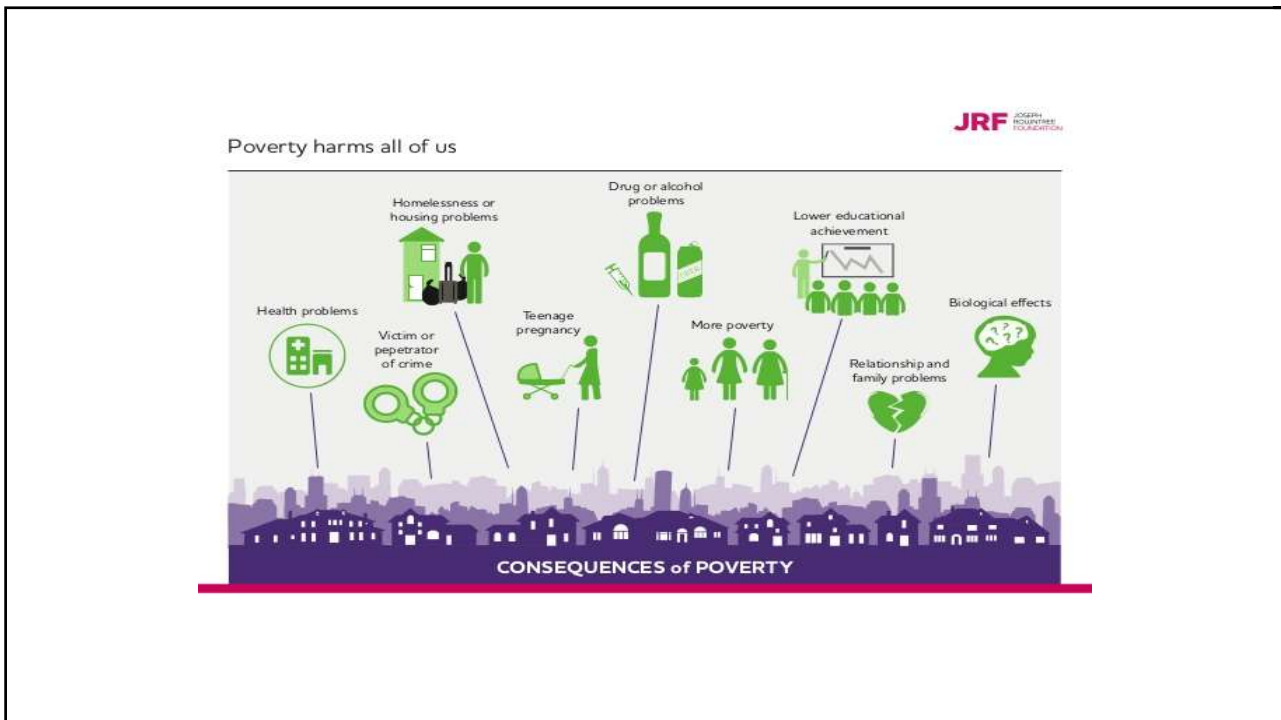 JRF JOSEPH
ROWNTREE
FOUNDATION
Poverty harms all of us
Homelessness or
housing problems
Drug or alcohol
problems
Lower educational
achievement
Health problems
Victim or
pepetrator
of crime
Teenage
pregnancy
More poverty
Relationship and
family problems
Biological effects
? ? ?
? ?
CONSEQUENCES of POVERTY